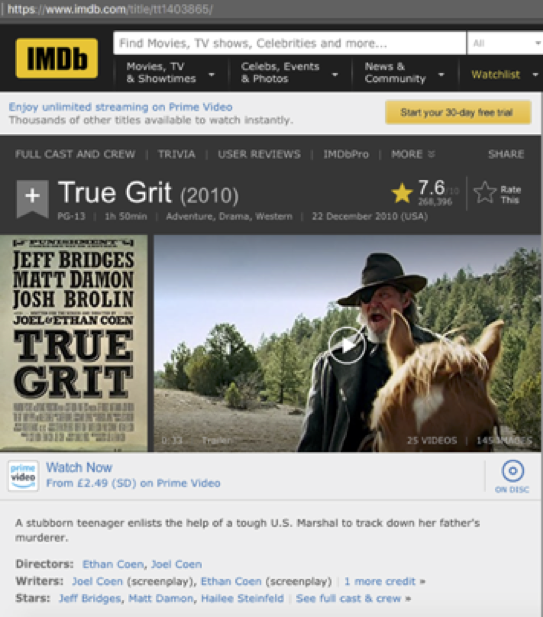 https://www.imdb.com/title/tt1403865/
IMDb
Find Movies, TV shows, Celebrities and more...
All
Movies, TV
& Showtimes
Celebs, Events
& Photos
News &
Community
Watchlist
Enjoy unlimited streaming on Prime Video
Thousands of other titles available to watch instantly.
Start your 30-day free trial
FULL CAST AND CREW | TRIVIA | USER REVIEWS | IMDbPro | MORE
SHARE
+ True Grit (2010)
7.6/10
268,396
Rate
This
PG-13 | 1h 50min | Adventure, Drama, Western | 22 December 2010 (USA)
PUNISHMENT
JEFF BRIDGES
MATT DAMON
JOSH BROLIN
JOEL & ETHAN COEN
TRUE
GRIT
0:33 Trailer
25 VIDEOS | 145 IMAGES
prime
video
Watch Now
From £2.49 (SD) on Prime Video
ON DISC
A stubborn teenager enlists the help of a tough U.S. Marshal to track down her father's
murderer.
Directors: Ethan Coen, Joel Coen
Writers: Joel Coen (screenplay), Ethan Coen (screenplay) | 1 more credit »
Stars: Jeff Bridges, Matt Damon, Hailee Steinfeld | See full cast & crew »